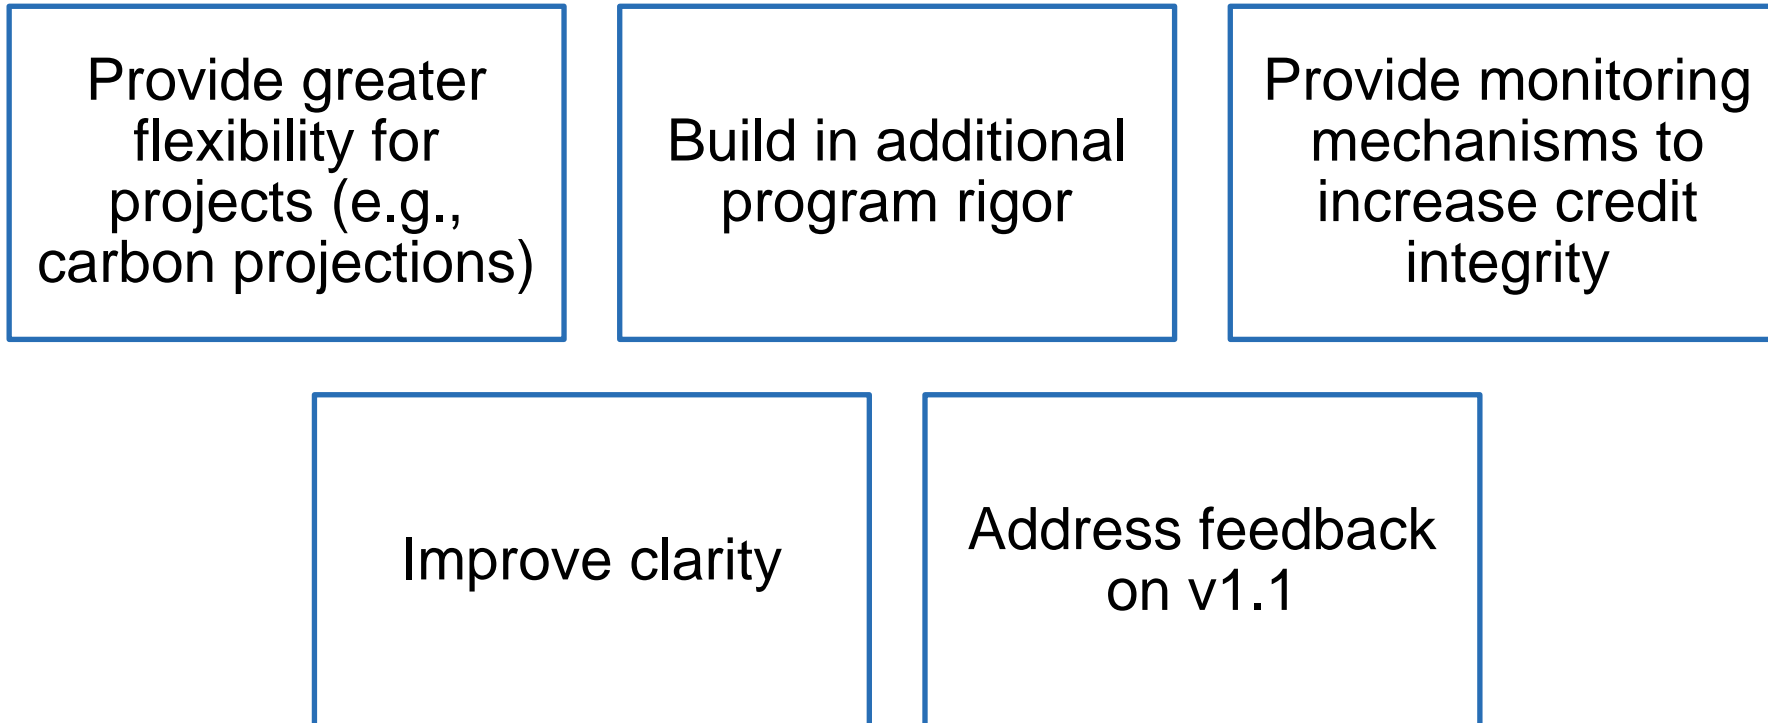 Provide greater
flexibility for
projects (e.g.,
carbon projections)
Build in additional
program rigor
Provide monitoring
mechanisms to
increase credit
integrity
Improve clarity
Address feedback
on v1.1